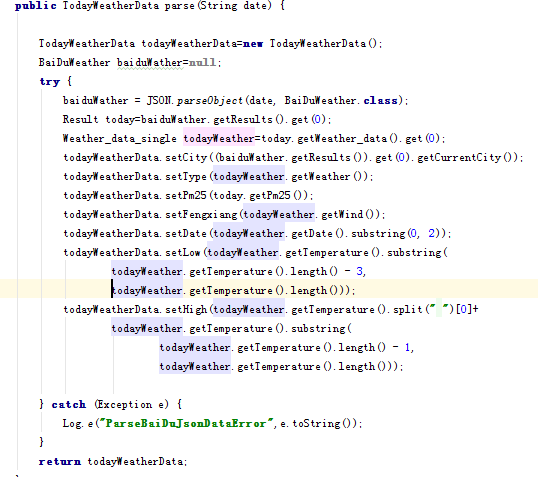 public TodayWeatherData parse(String date) {
TodayWeatherData todayWeatherData=new TodayWeatherData();
BaiDuWeather baiduWather=null;
try {
baiduWather = JSON.parseObject(date, BaiDuWeather.class);
Result today=baiduWather.getResults().get(0);
Weather_data_single todayWeather=today.getWeather_data().get(0);
todayWeatherData.setCity((baiduWather.getResults()).get(0).getCurrentCity());
todayWeatherData.setType(todayWeather.getWeather());
todayWeatherData.setPm25(today.getPm25());
todayWeatherData.setFengxiang(todayWeather.getWind());
todayWeatherData.setDate(todayWeather.getDate().substring(0, 2));
todayWeatherData.setLow(todayWeather.getTemperature().substring(
todayWeather.getTemperature().length() - 3,
todayWeather.getTemperature().length()));
todayWeatherData.setHigh(todayWeather.getTemperature().split(" ")[0]+
todayWeather.getTemperature().substring(
todayWeather.getTemperature().length() - 1,
todayWeather.getTemperature().length()));
} catch (Exception e) {
Log.e("ParseBaiDuJsonDataError",e.toString());
}
return todayWeatherData;